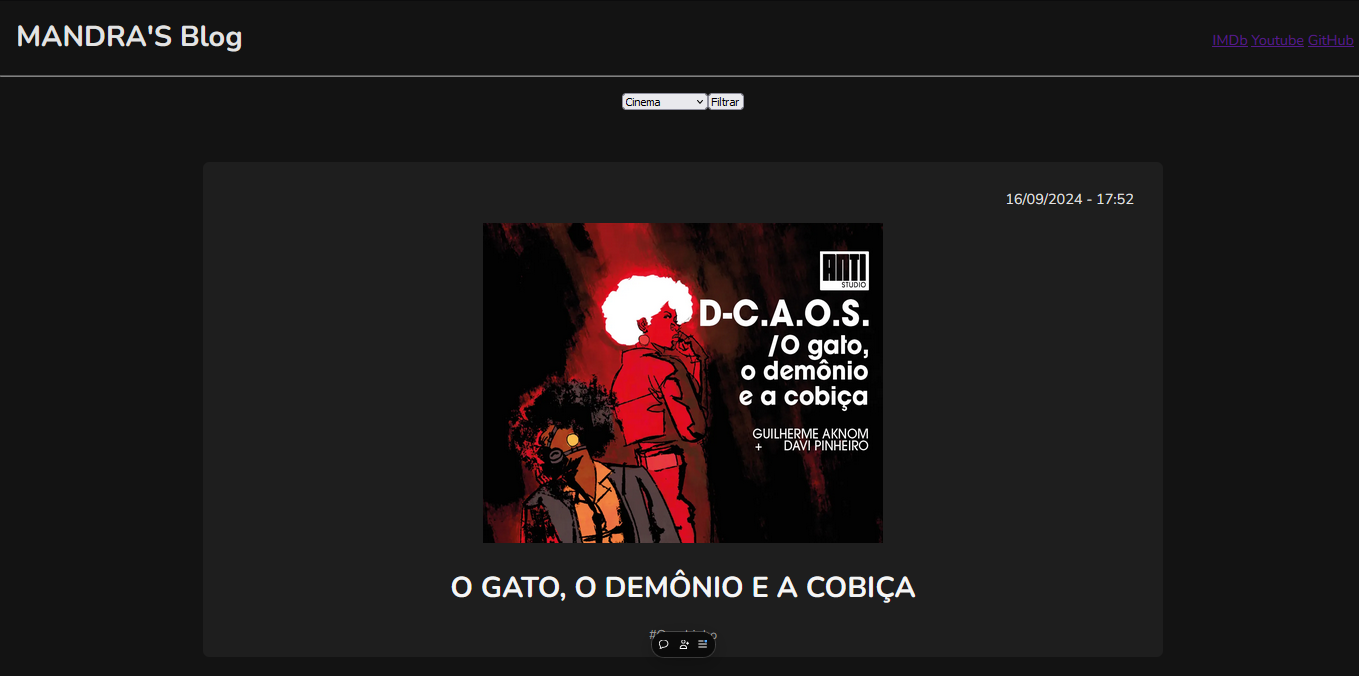 MANDRA'S Blog
IMDb Youtube GitHub
Cinema Filtrar
16/09/2024 - 17:52
ANTI
STUDIO
D-C.A.O.S.
/O gato,
o demônio
e a cobiça
GUILHERME AKNOM
+ DAVI PINHEIRO
O GATO, O DEMÔNIO E A COBIÇA